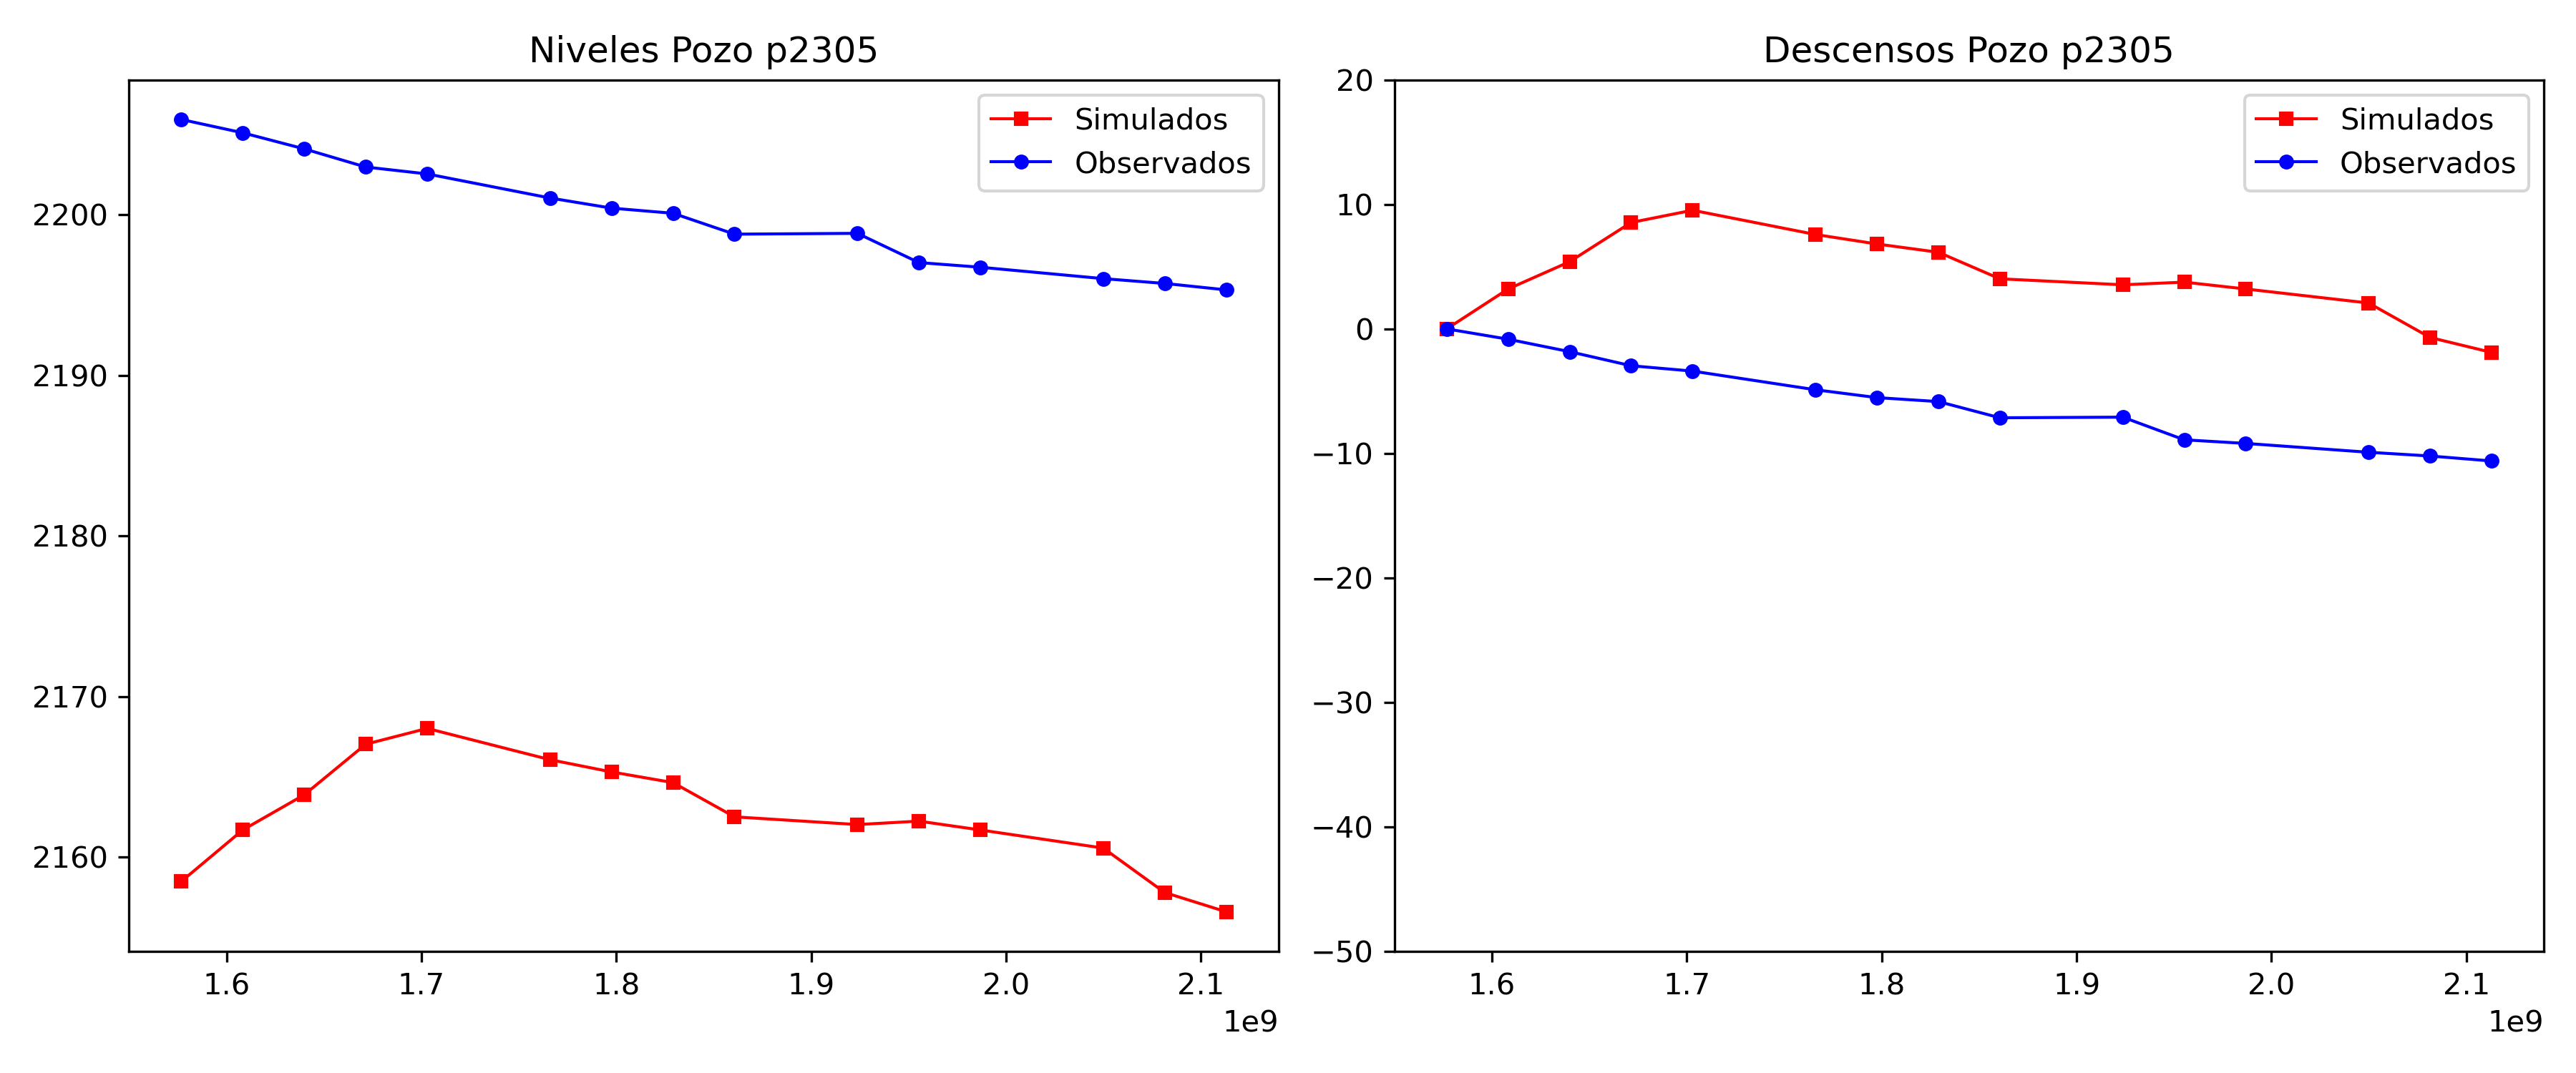 Niveles Pozo p2305
Simulados
Observados
2200
2190
2180
2170
2160
1.6 1.7 1.8 1.9 2.0 2.1
1e9
Descensos Pozo p2305
Simulados
Observados
20
10
0
−10
−20
−30
−40
−50
1.6 1.7 1.8 1.9 2.0 2.1
1e9